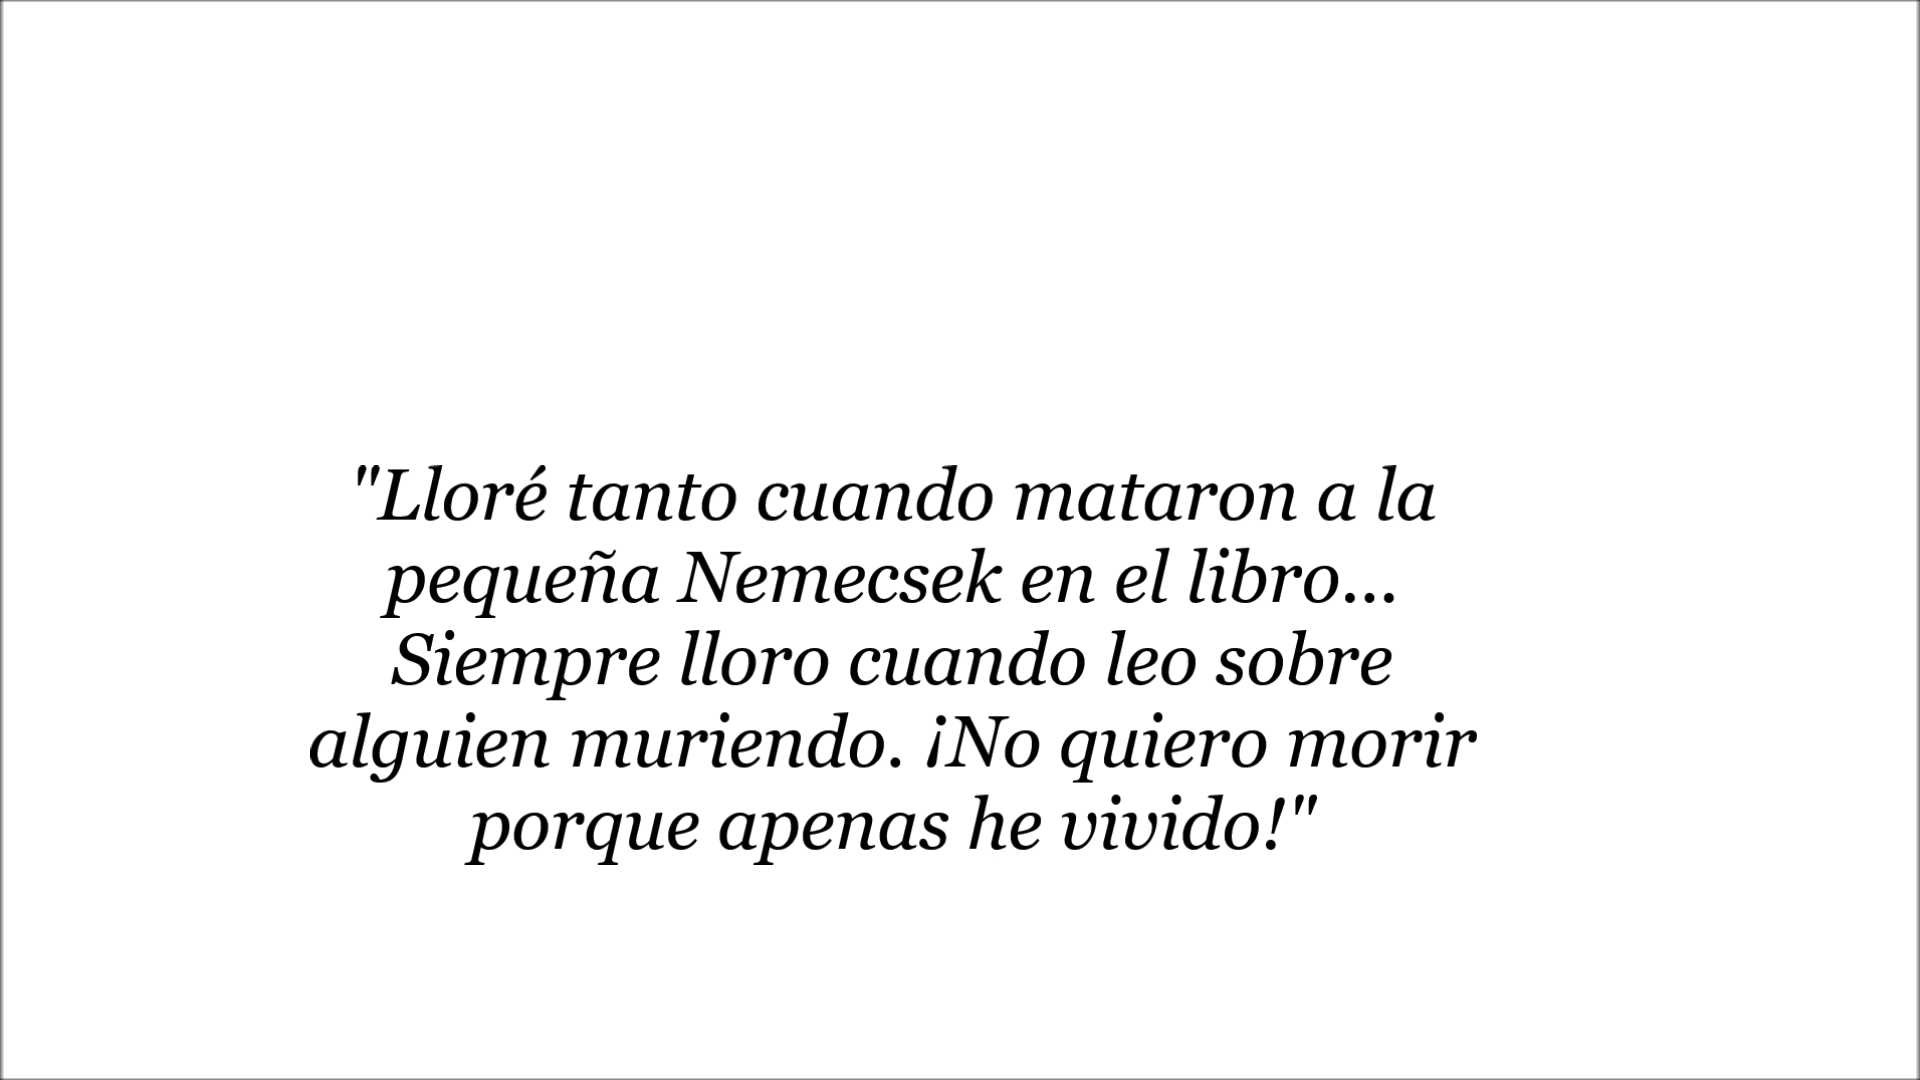 "Lloré tanto cuando mataron a la
pequeña Nemecsek en el libro...
Siempre lloro cuando leo sobre
alguien muriendo. ¡No quiero morir
porque apenas he vivido!"